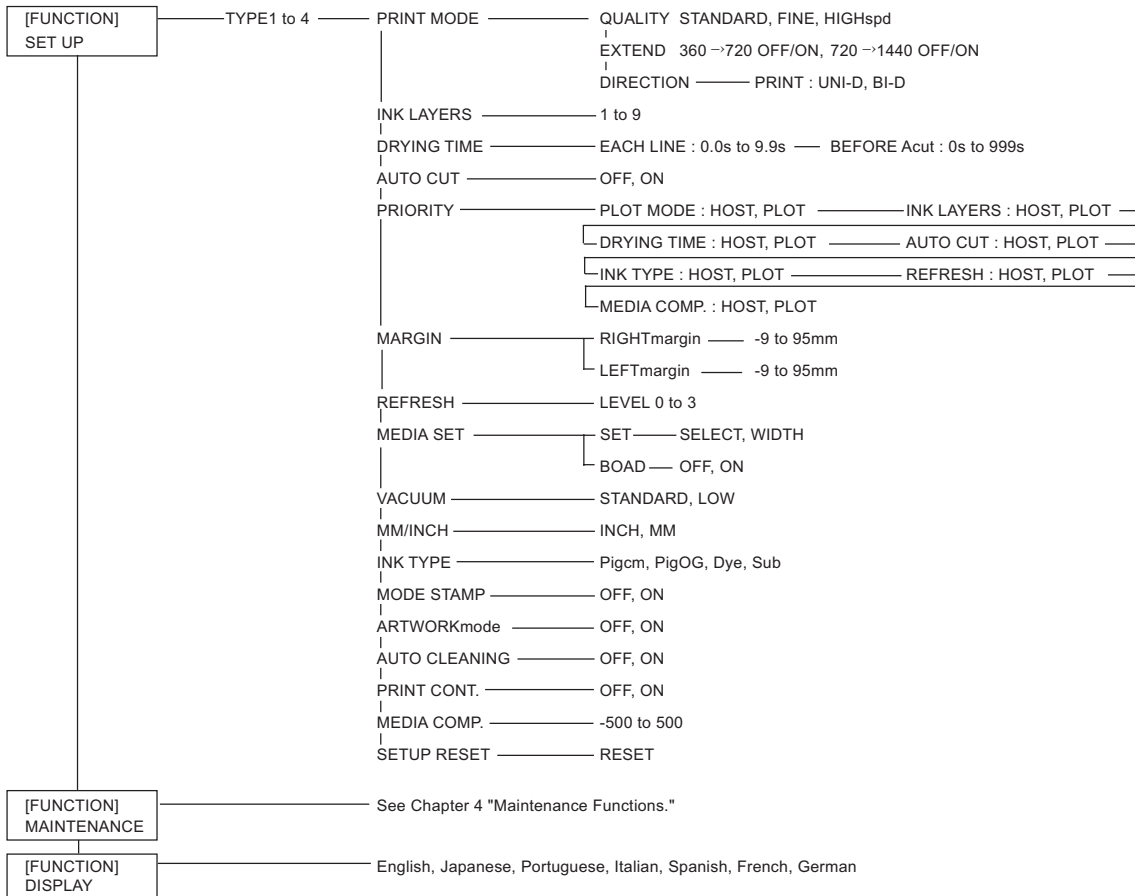 [FUNCTION] TYPE1 to 4 PRINT MODE QUALITY STANDARD, FINE, HIGHspd
SET UP
EXTEND 360 →720 OFF/ON, 720 →1440 OFF/ON
DIRECTION PRINT : UNI-D, BI-D
INK LAYERS 1 to 9
DRYING TIME EACH LINE : 0.0s to 9.9s BEFORE Acut : 0s to 999s
AUTO CUT OFF, ON
PRIORITY PLOT MODE : HOST, PLOT INK LAYERS : HOST, PLOT
DRYING TIME : HOST, PLOT AUTO CUT : HOST, PLOT
INK TYPE : HOST, PLOT REFRESH : HOST, PLOT
MEDIA COMP. : HOST, PLOT
MARGIN RIGHTmargin -9 to 95mm
LEFTmargin -9 to 95mm
REFRESH LEVEL 0 to 3
MEDIA SET SET SELECT, WIDTH
BOAD OFF, ON
VACUUM STANDARD, LOW
MM/INCH INCH, MM
INK TYPE Pigcm, PigOG, Dye, Sub
MODE STAMP OFF, ON
ARTWORKmode OFF, ON
AUTO CLEANING OFF, ON
PRINT CONT. OFF, ON
MEDIA COMP. -500 to 500
SETUP RESET RESET
[FUNCTION] See Chapter 4 "Maintenance Functions."
MAINTENANCE
[FUNCTION] English, Japanese, Portuguese, Italian, Spanish, French, German
DISPLAY